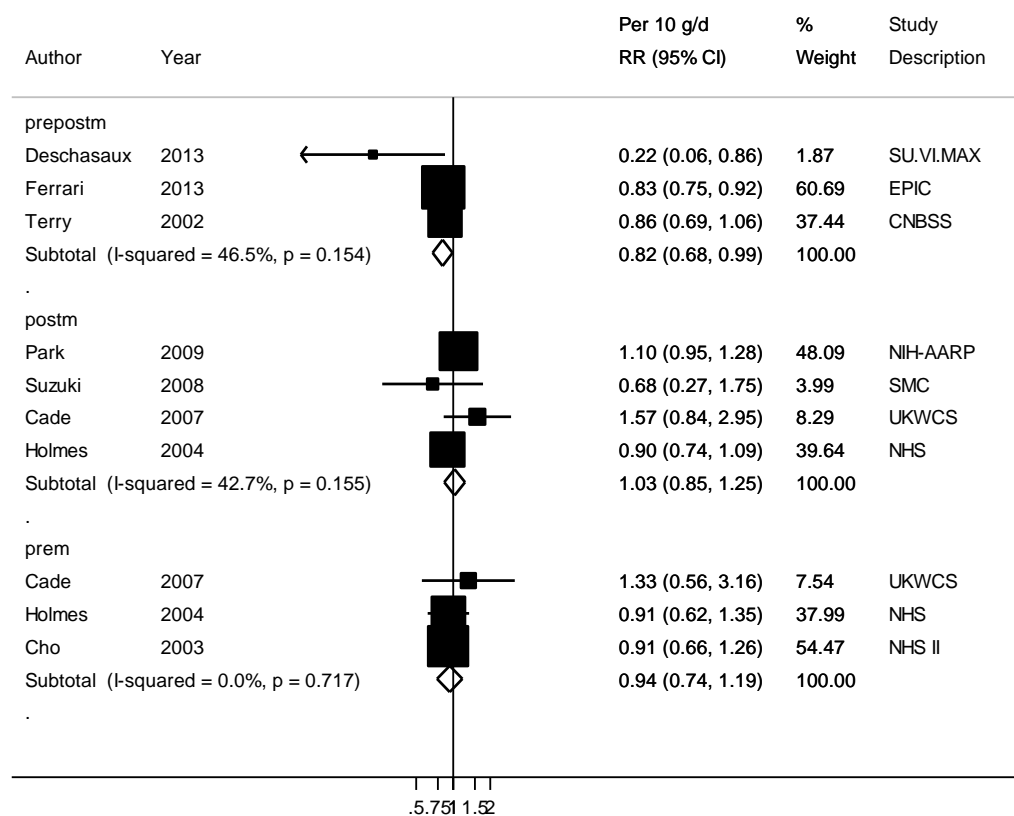 Per 10 g/d % Study
Author Year RR (95% CI) Weight Description
prepostm
Deschasaux 2013 0.22 (0.06, 0.86) 1.87 SU.VI.MAX
Ferrari 2013 0.83 (0.75, 0.92) 60.69 EPIC
Terry 2002 0.86 (0.69, 1.06) 37.44 CNBSS
Subtotal (I-squared = 46.5%, p = 0.154) 0.82 (0.68, 0.99) 100.00
.
postm
Park 2009 1.10 (0.95, 1.28) 48.09 NIH-AARP
Suzuki 2008 0.68 (0.27, 1.75) 3.99 SMC
Cade 2007 1.57 (0.84, 2.95) 8.29 UKWCS
Holmes 2004 0.90 (0.74, 1.09) 39.64 NHS
Subtotal (I-squared = 42.7%, p = 0.155) 1.03 (0.85, 1.25) 100.00
.
prem
Cade 2007 1.33 (0.56, 3.16) 7.54 UKWCS
Holmes 2004 0.91 (0.62, 1.35) 37.99 NHS
Cho 2003 0.91 (0.66, 1.26) 54.47 NHS II
Subtotal (I-squared = 0.0%, p = 0.717) 0.94 (0.74, 1.19) 100.00
.
.5 .75 1 1.5 2